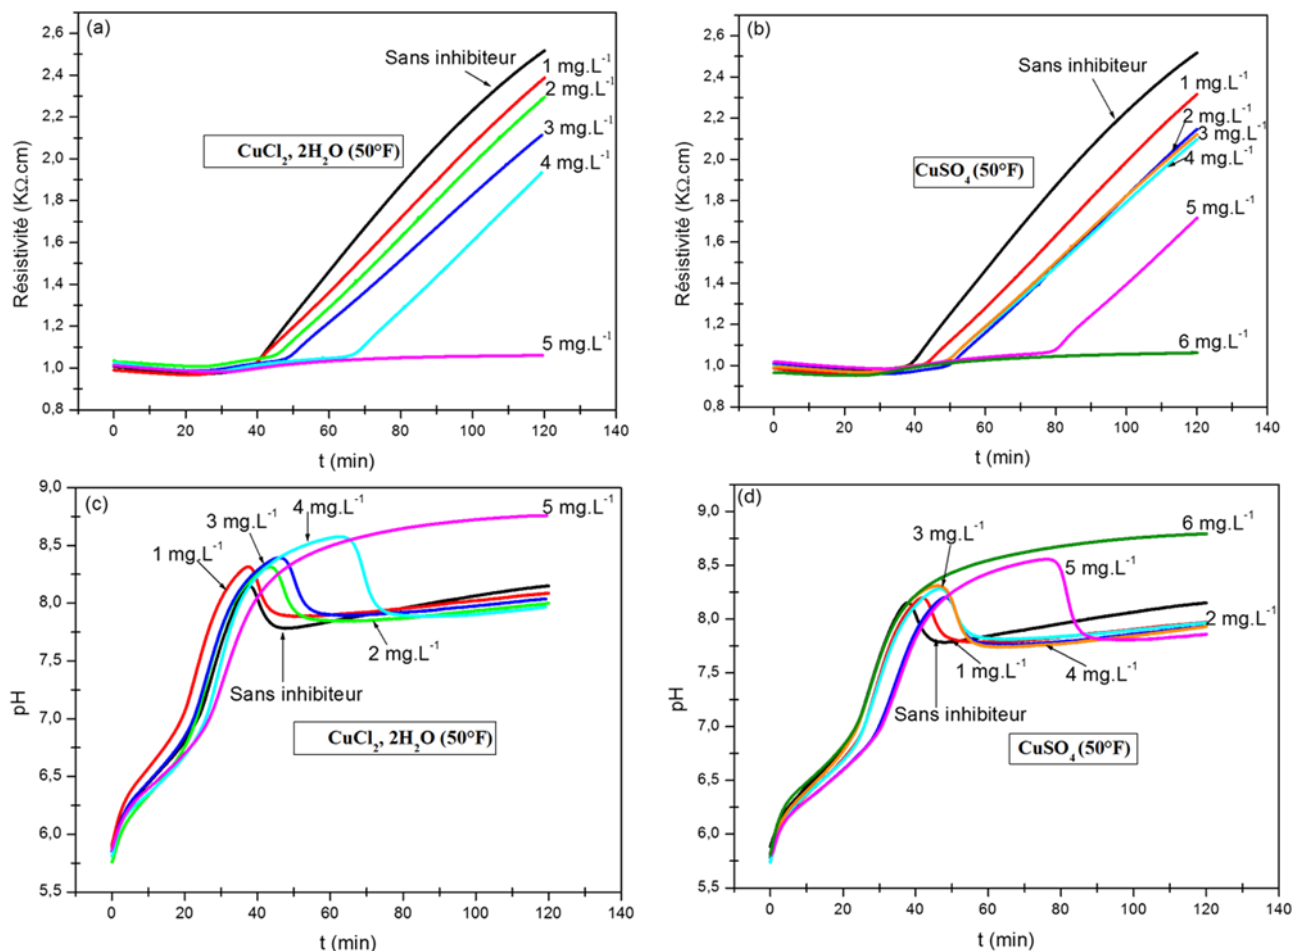 (a)
Sans inhibiteur
1 mg.L⁻¹
2 mg.L⁻¹
3 mg.L⁻¹
4 mg.L⁻¹
5 mg.L⁻¹
CuCl₂, 2H₂O (50°F)
Résistivité (KΩ.cm)
2,6
2,4
2,2
2,0
1,8
1,6
1,4
1,2
1,0
0,8
0 20 40 60 80 100 120 140
t (min)
(b)
Sans inhibiteur
1 mg.L⁻¹
2 mg.L⁻¹
3 mg.L⁻¹
4 mg.L⁻¹
5 mg.L⁻¹
6 mg.L⁻¹
CuSO₄ (50°F)
Résistivité (KΩ.cm)
2,6
2,4
2,2
2,0
1,8
1,6
1,4
1,2
1,0
0,8
0 20 40 60 80 100 120 140
t (min)
(c)
4 mg.L⁻¹
5 mg.L⁻¹
3 mg.L⁻¹
1 mg.L⁻¹
2 mg.L⁻¹
Sans inhibiteur
CuCl₂, 2H₂O (50°F)
pH
9,0
8,5
8,0
7,5
7,0
6,5
6,0
5,5
0 20 40 60 80 100 120 140
t (min)
(d)
6 mg.L⁻¹
3 mg.L⁻¹
5 mg.L⁻¹
2 mg.L⁻¹
1 mg.L⁻¹
4 mg.L⁻¹
Sans inhibiteur
CuSO₄ (50°F)
pH
9,0
8,5
8,0
7,5
7,0
6,5
6,0
5,5
0 20 40 60 80 100 120 140
t (min)